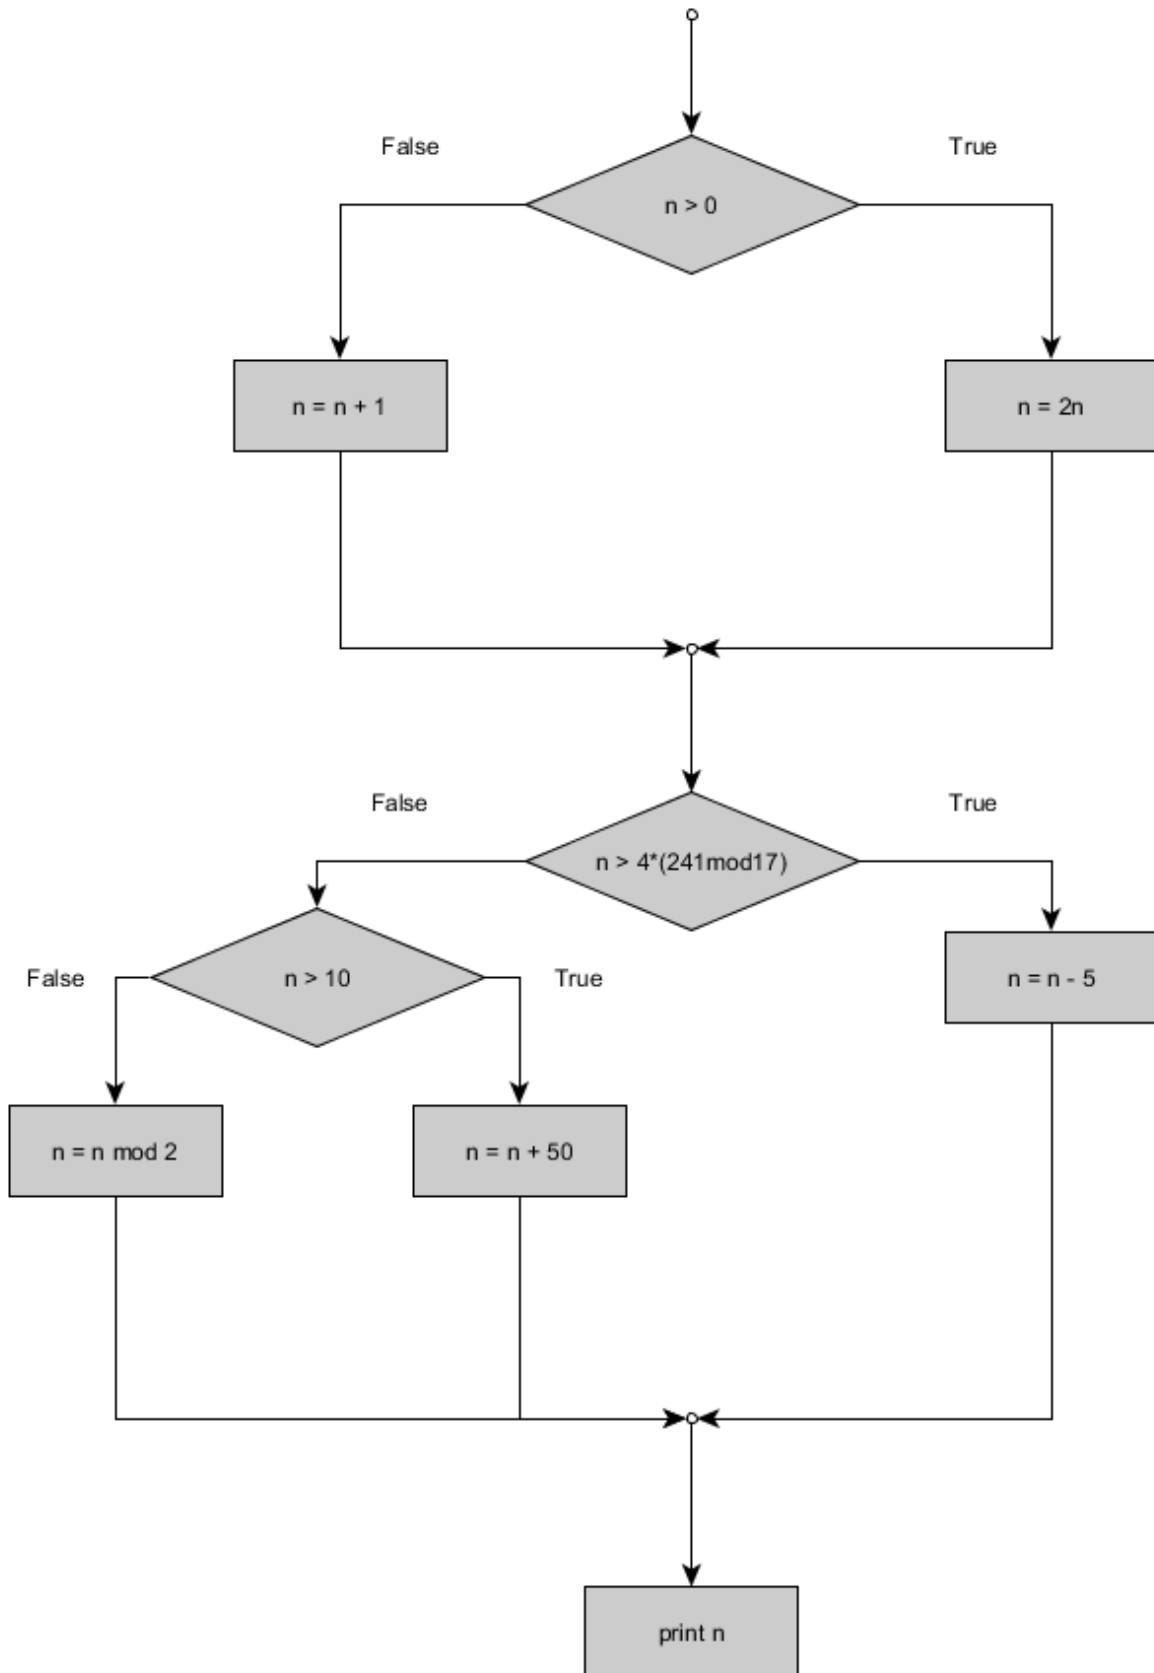 False
True
n > 0
n = n + 1
n = 2n
False
True
n > 4*(241mod17)
False
n > 10
True
n = n - 5
n = n mod 2
n = n + 50
print n